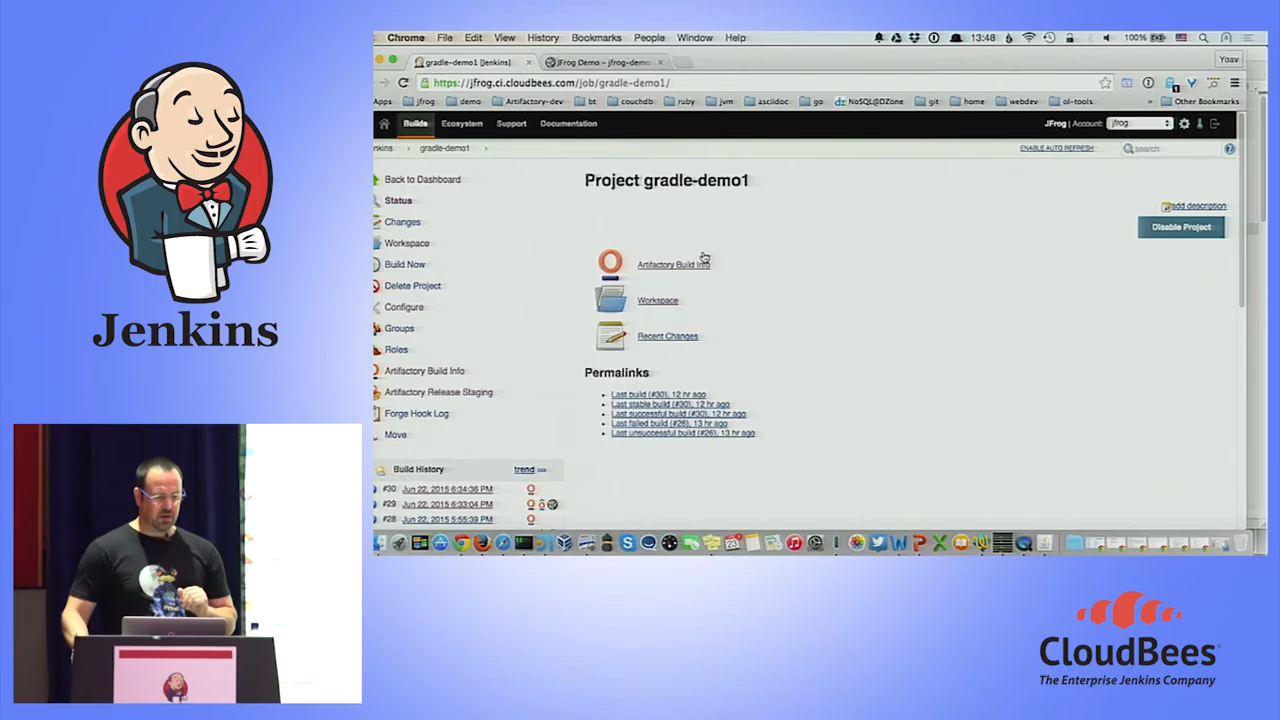 Chrome File Edit View History Bookmarks People Window Help 13:48 100%
gradle-demo1 [Jenkins] JFrog Demo – jfrog-demo Yoav
https://jfrog.ci.cloudbees.com/job/gradle-demo1/
Apps jfrog demo Artifactory-dev bt couchdb ruby jvm asciidoc go NoSQL@DZone git home webdev ol-tools » Other Bookmarks
Builds Ecosystem Support Documentation JFrog | Account: jfrog
nkins gradle-demo1 ENABLE AUTO REFRESH search
Back to Dashboard
Status
Changes
Workspace
Build Now
Delete Project
Configure
Groups
Roles
Artifactory Build Info
Artifactory Release Staging
Forge Hook Log
Move
Build History trend
#30 Jun 22, 2015 6:34:36 PM
#29 Jun 22, 2015 6:33:04 PM
#28 Jun 22, 2015 5:55:39 PM
Project gradle-demo1
add description
Disable Project
Artifactory Build Info
Workspace
Recent Changes
Permalinks
Last build (#30), 12 hr ago
Last stable build (#30), 12 hr ago
Last successful build (#30), 12 hr ago
Last failed build (#26), 13 hr ago
Last unsuccessful build (#26), 13 hr ago
Jenkins
CloudBees
The Enterprise Jenkins Company